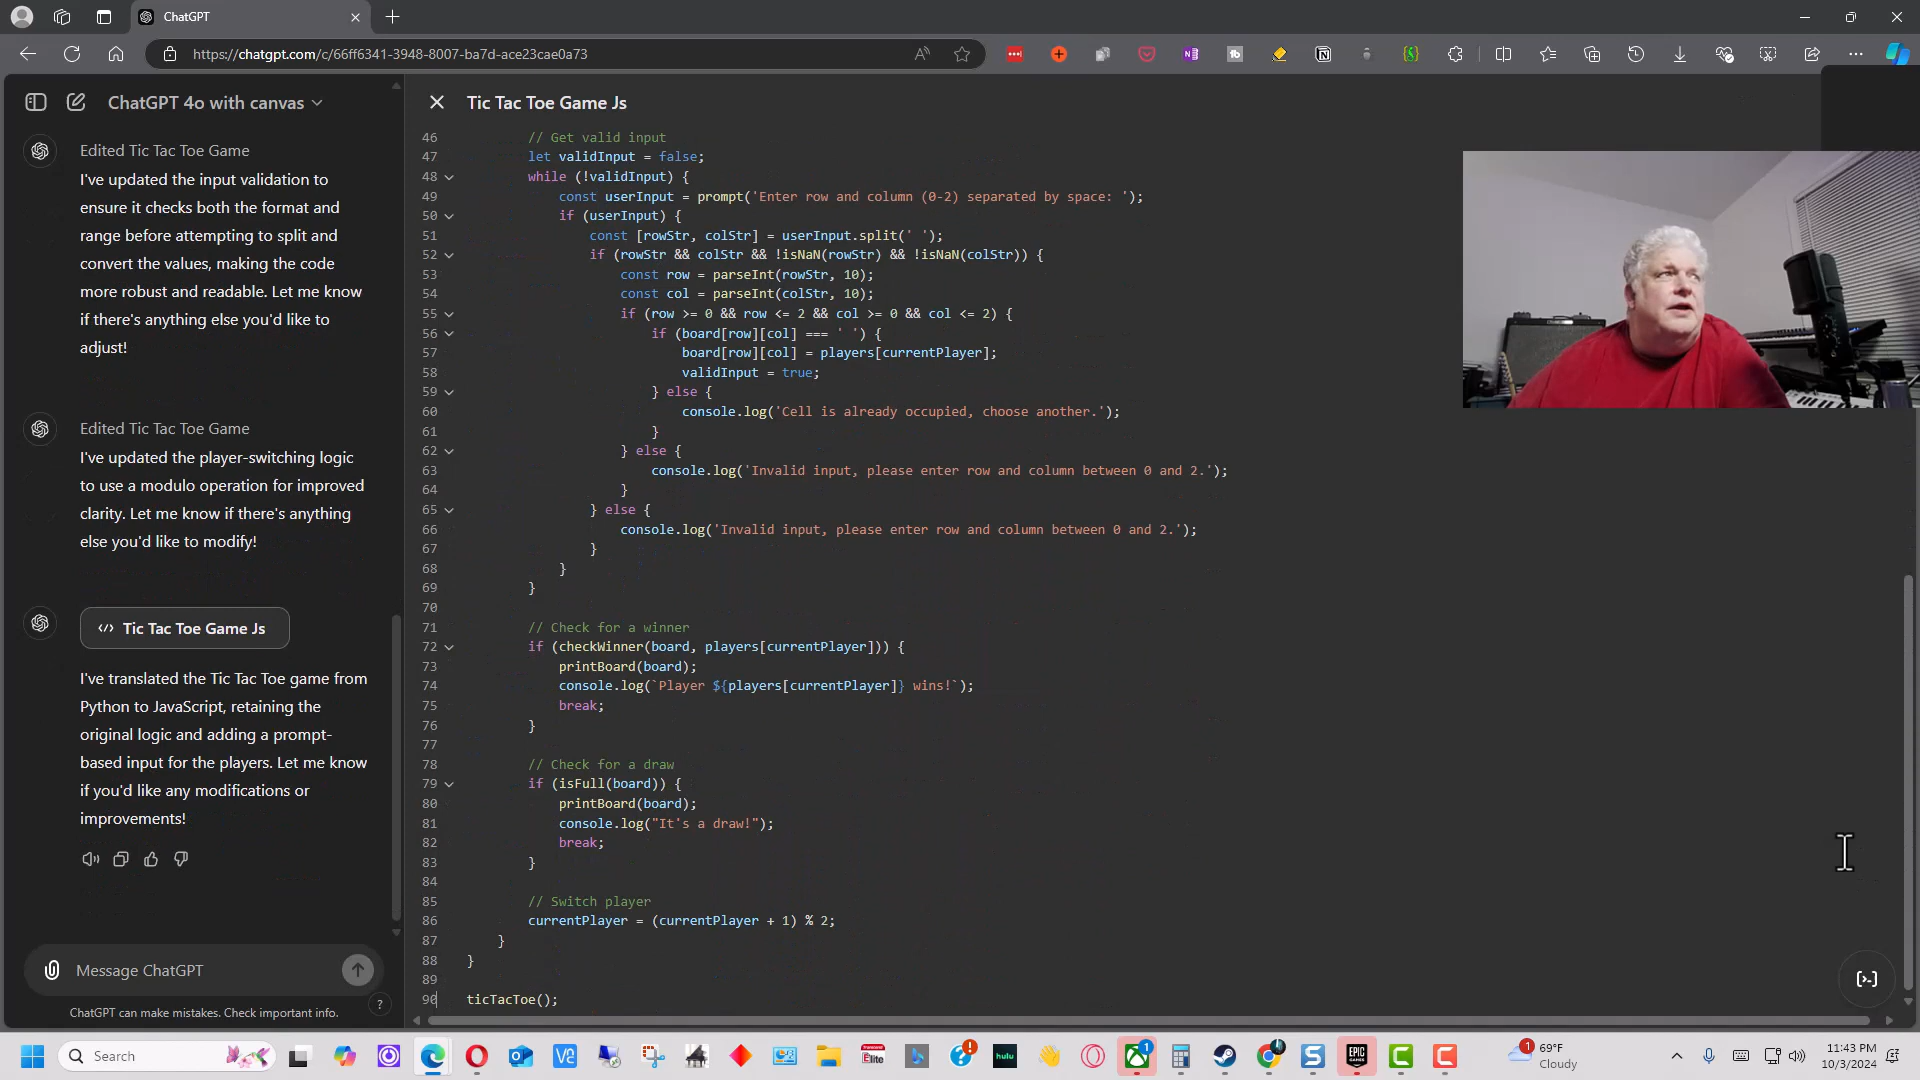 ChatGPT
https://chatgpt.com/c/66ff6341-3948-8007-ba7d-ace23cae0a73
ChatGPT 4o with canvas
Edited Tic Tac Toe Game
I've updated the input validation to
ensure it checks both the format and
range before attempting to split and
convert the values, making the code
more robust and readable. Let me know
if there's anything else you'd like to
adjust!
Edited Tic Tac Toe Game
I've updated the player-switching logic
to use a modulo operation for improved
clarity. Let me know if there's anything
else you'd like to modify!
Tic Tac Toe Game Js
I've translated the Tic Tac Toe game from
Python to JavaScript, retaining the
original logic and adding a prompt-
based input for the players. Let me know
if you'd like any modifications or
improvements!
Message ChatGPT
ChatGPT can make mistakes. Check important info.
?
Tic Tac Toe Game Js
46 // Get valid input
47 let validInput = false;
48 while (!validInput) {
49 const userInput = prompt('Enter row and column (0-2) separated by space: ');
50 if (userInput) {
51 const [rowStr, colStr] = userInput.split(' ');
52 if (rowStr && colStr && !isNaN(rowStr) && !isNaN(colStr)) {
53 const row = parseInt(rowStr, 10);
54 const col = parseInt(colStr, 10);
55 if (row >= 0 && row <= 2 && col >= 0 && col <= 2) {
56 if (board[row][col] === ' ') {
57 board[row][col] = players[currentPlayer];
58 validInput = true;
59 } else {
60 console.log('Cell is already occupied, choose another.');
61 }
62 } else {
63 console.log('Invalid input, please enter row and column between 0 and 2.');
64 }
65 } else {
66 console.log('Invalid input, please enter row and column between 0 and 2.');
67 }
68 }
69 }
70
71 // Check for a winner
72 if (checkWinner(board, players[currentPlayer])) {
73 printBoard(board);
74 console.log(`Player ${players[currentPlayer]} wins!`);
75 break;
76 }
77
78 // Check for a draw
79 if (isFull(board)) {
80 printBoard(board);
81 console.log("It's a draw!");
82 break;
83 }
84
85 // Switch player
86 currentPlayer = (currentPlayer + 1) % 2;
87 }
88 }
89
90 ticTacToe();
Search
hulu
Elite
EPIC
1
69°F
Cloudy
11:43 PM
10/3/2024